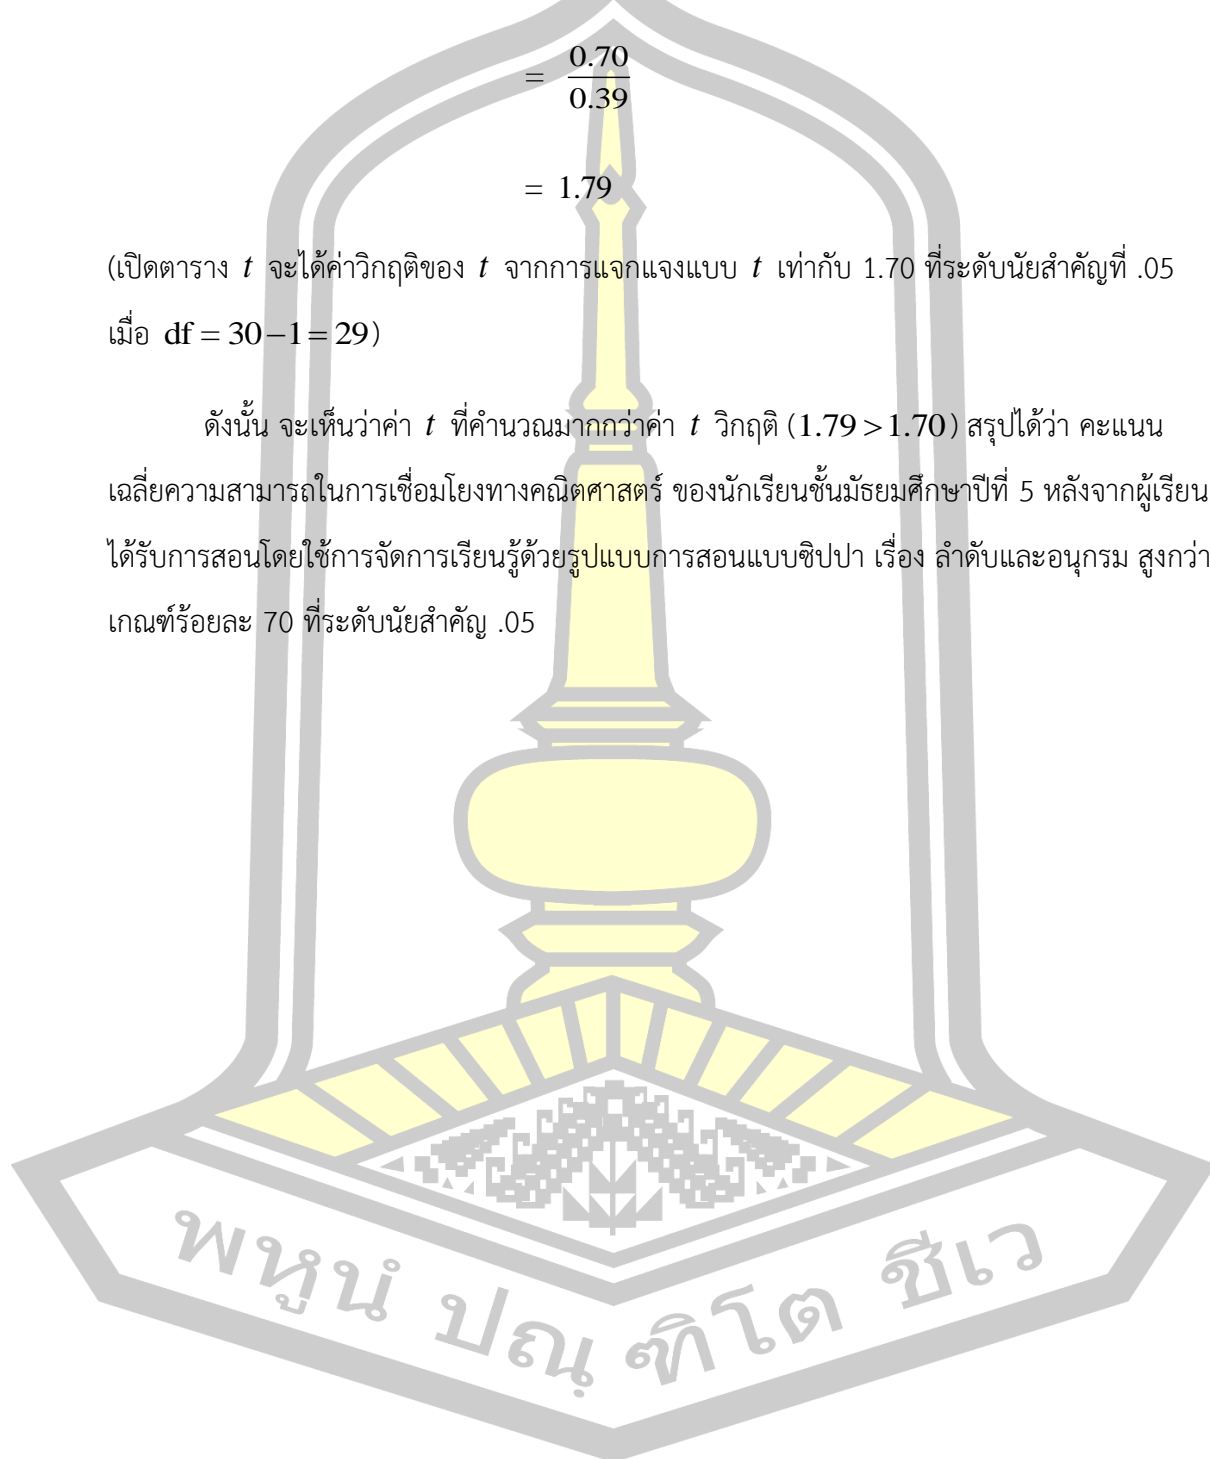 = 0.70
0.39
= 1.79
(เปิดตาราง t จะได้ค่าวิกฤติของ t จากการแจกแจงแบบ t เท่ากับ 1.70 ที่ระดับนัยสำคัญที่ .05
เมื่อ df = 30−1 = 29)
ดังนั้น จะเห็นว่าค่า t ที่คำนวณมากกว่าค่า t วิกฤติ (1.79 > 1.70) สรุปได้ว่า คะแนน
เฉลี่ยความสามารถในการเชื่อมโยงทางคณิตศาสตร์ ของนักเรียนชั้นมัธยมศึกษาปีที่ 5 หลังจากผู้เรียน
ได้รับการสอนโดยใช้การจัดการเรียนรู้ด้วยรูปแบบการสอนแบบซิปปา เรื่อง ลำดับและอนุกรม สูงกว่า
เกณฑ์ร้อยละ 70 ที่ระดับนัยสำคัญ .05
พหูนํ ปณฺฑิโต ชีเว